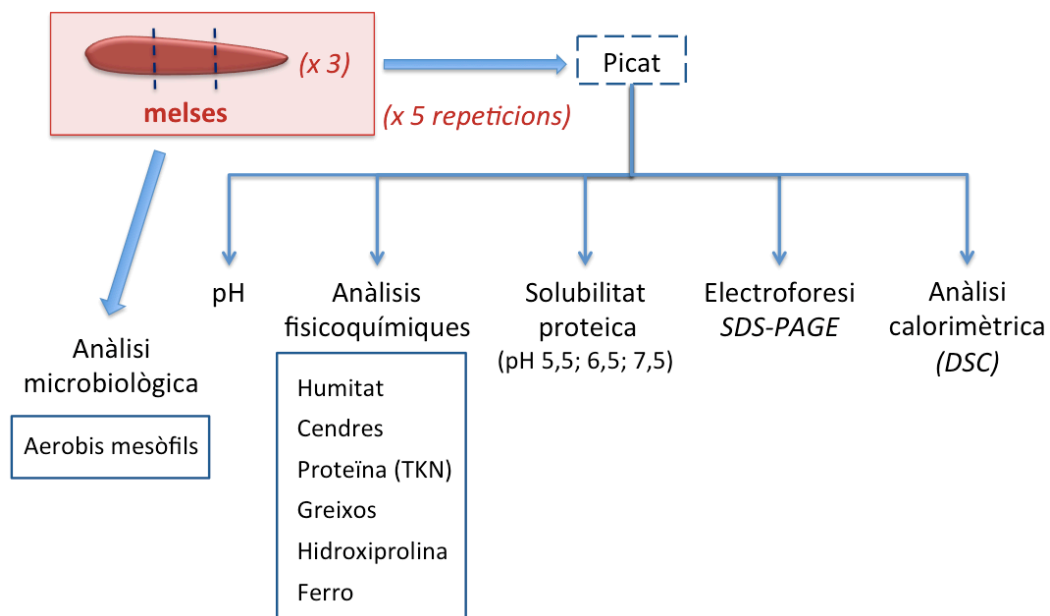 (x 3)
melses
(x 5 repeticions)
Picat
pH
Anàlisis
fisicoquímiques
Solubilitat
proteica
(pH 5,5; 6,5; 7,5)
Electroforesi
SDS-PAGE
Anàlisi
calorimètrica
(DSC)
Anàlisi
microbiològica
Aerobis mesòfils
Humitat
Cendres
Proteïna (TKN)
Greixos
Hidroxiprolina
Ferro